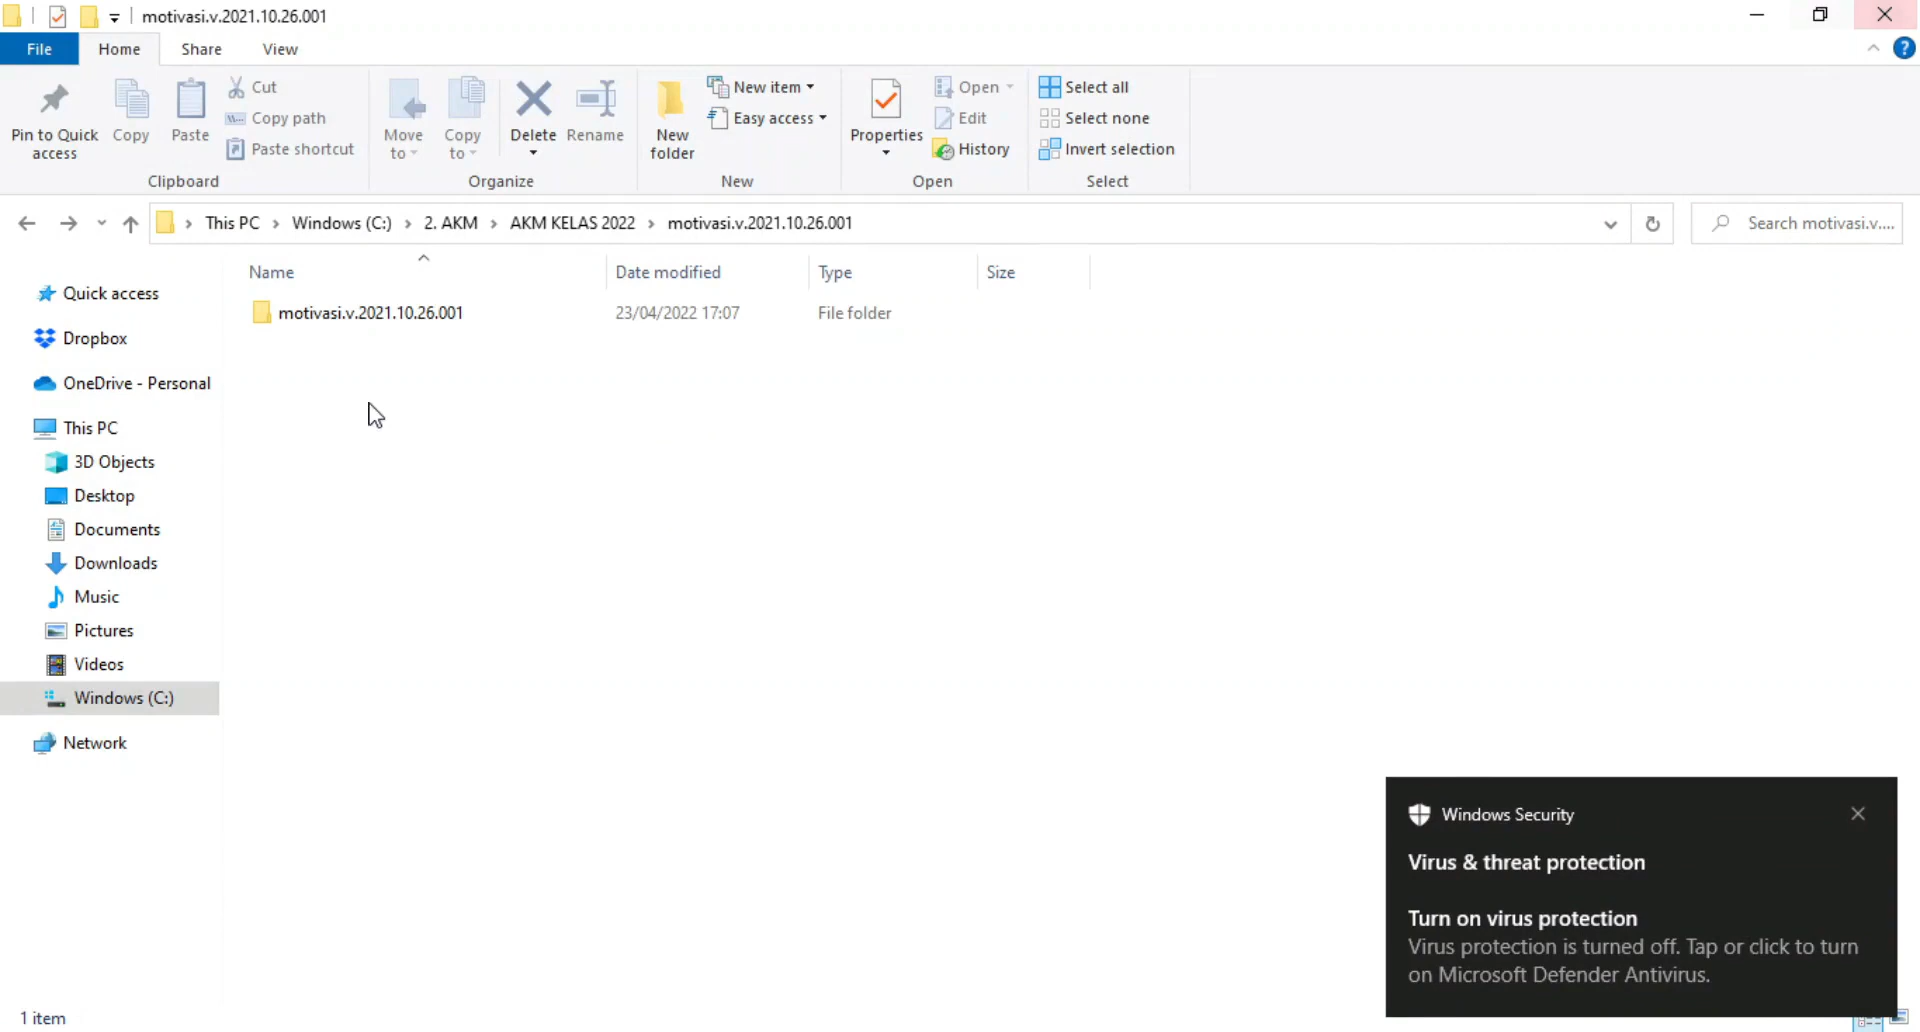 motivasi.v.2021.10.26.001
File Home Share View
Pin to Quick access
Copy
Paste
Cut
Copy path
Paste shortcut
Clipboard
Move to
Copy to
Delete
Rename
Organize
New folder
New item
Easy access
New
Properties
Open
Edit
History
Open
Select all
Select none
Invert selection
Select
This PC › Windows (C:) › 2. AKM › AKM KELAS 2022 › motivasi.v.2021.10.26.001
Search motivasi.v....
Name Date modified Type Size
motivasi.v.2021.10.26.001 23/04/2022 17:07 File folder
Quick access
Dropbox
OneDrive - Personal
This PC
3D Objects
Desktop
Documents
Downloads
Music
Pictures
Videos
Windows (C:)
Network
Windows Security
Virus & threat protection
Turn on virus protection
Virus protection is turned off. Tap or click to turn
on Microsoft Defender Antivirus.
1 item